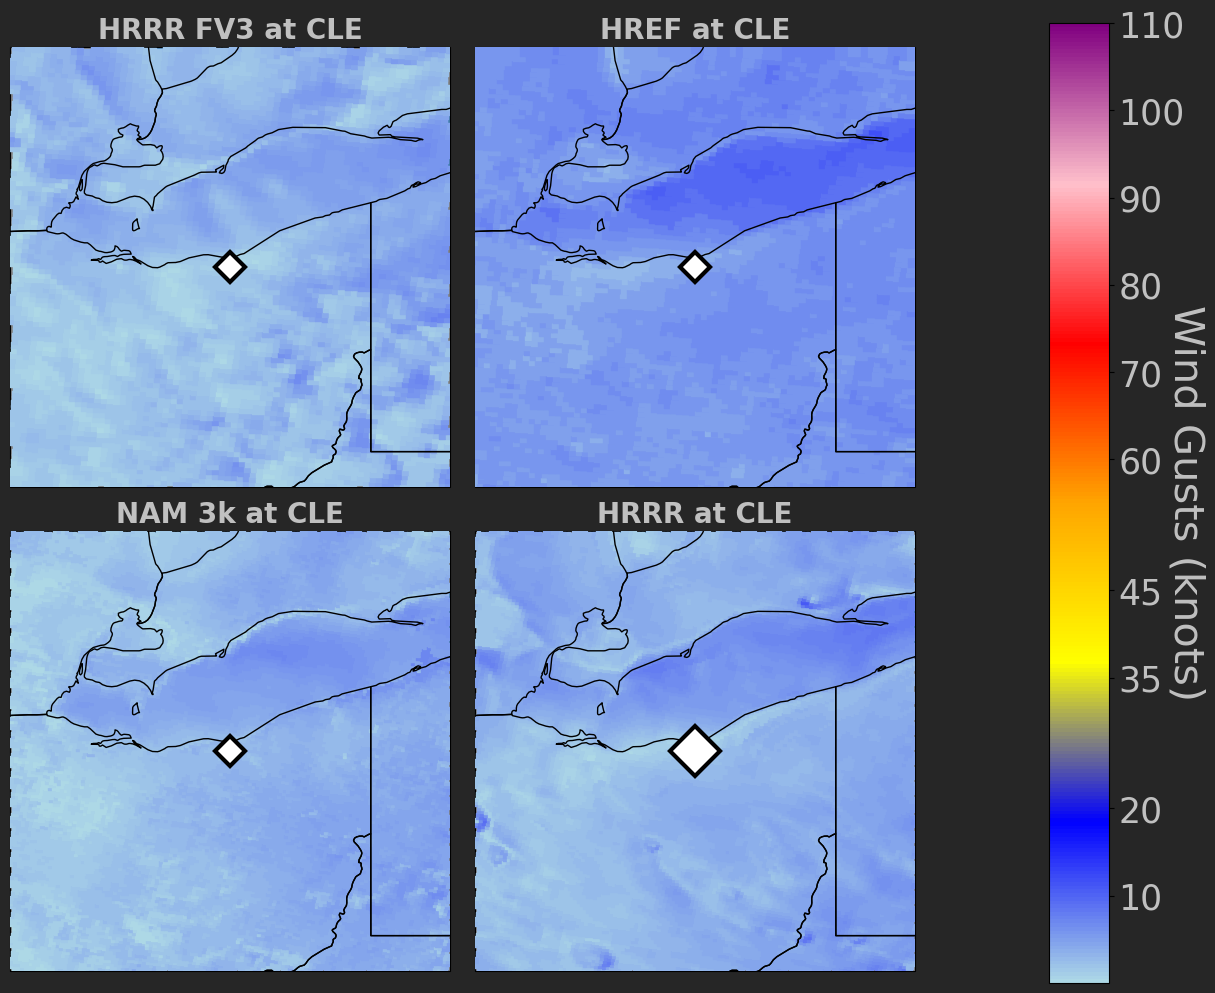 HRRR FV3 at CLE
HREF at CLE
NAM 3k at CLE
HRRR at CLE
110
100
90
80
70
60
45
35
20
10
Wind Gusts (knots)